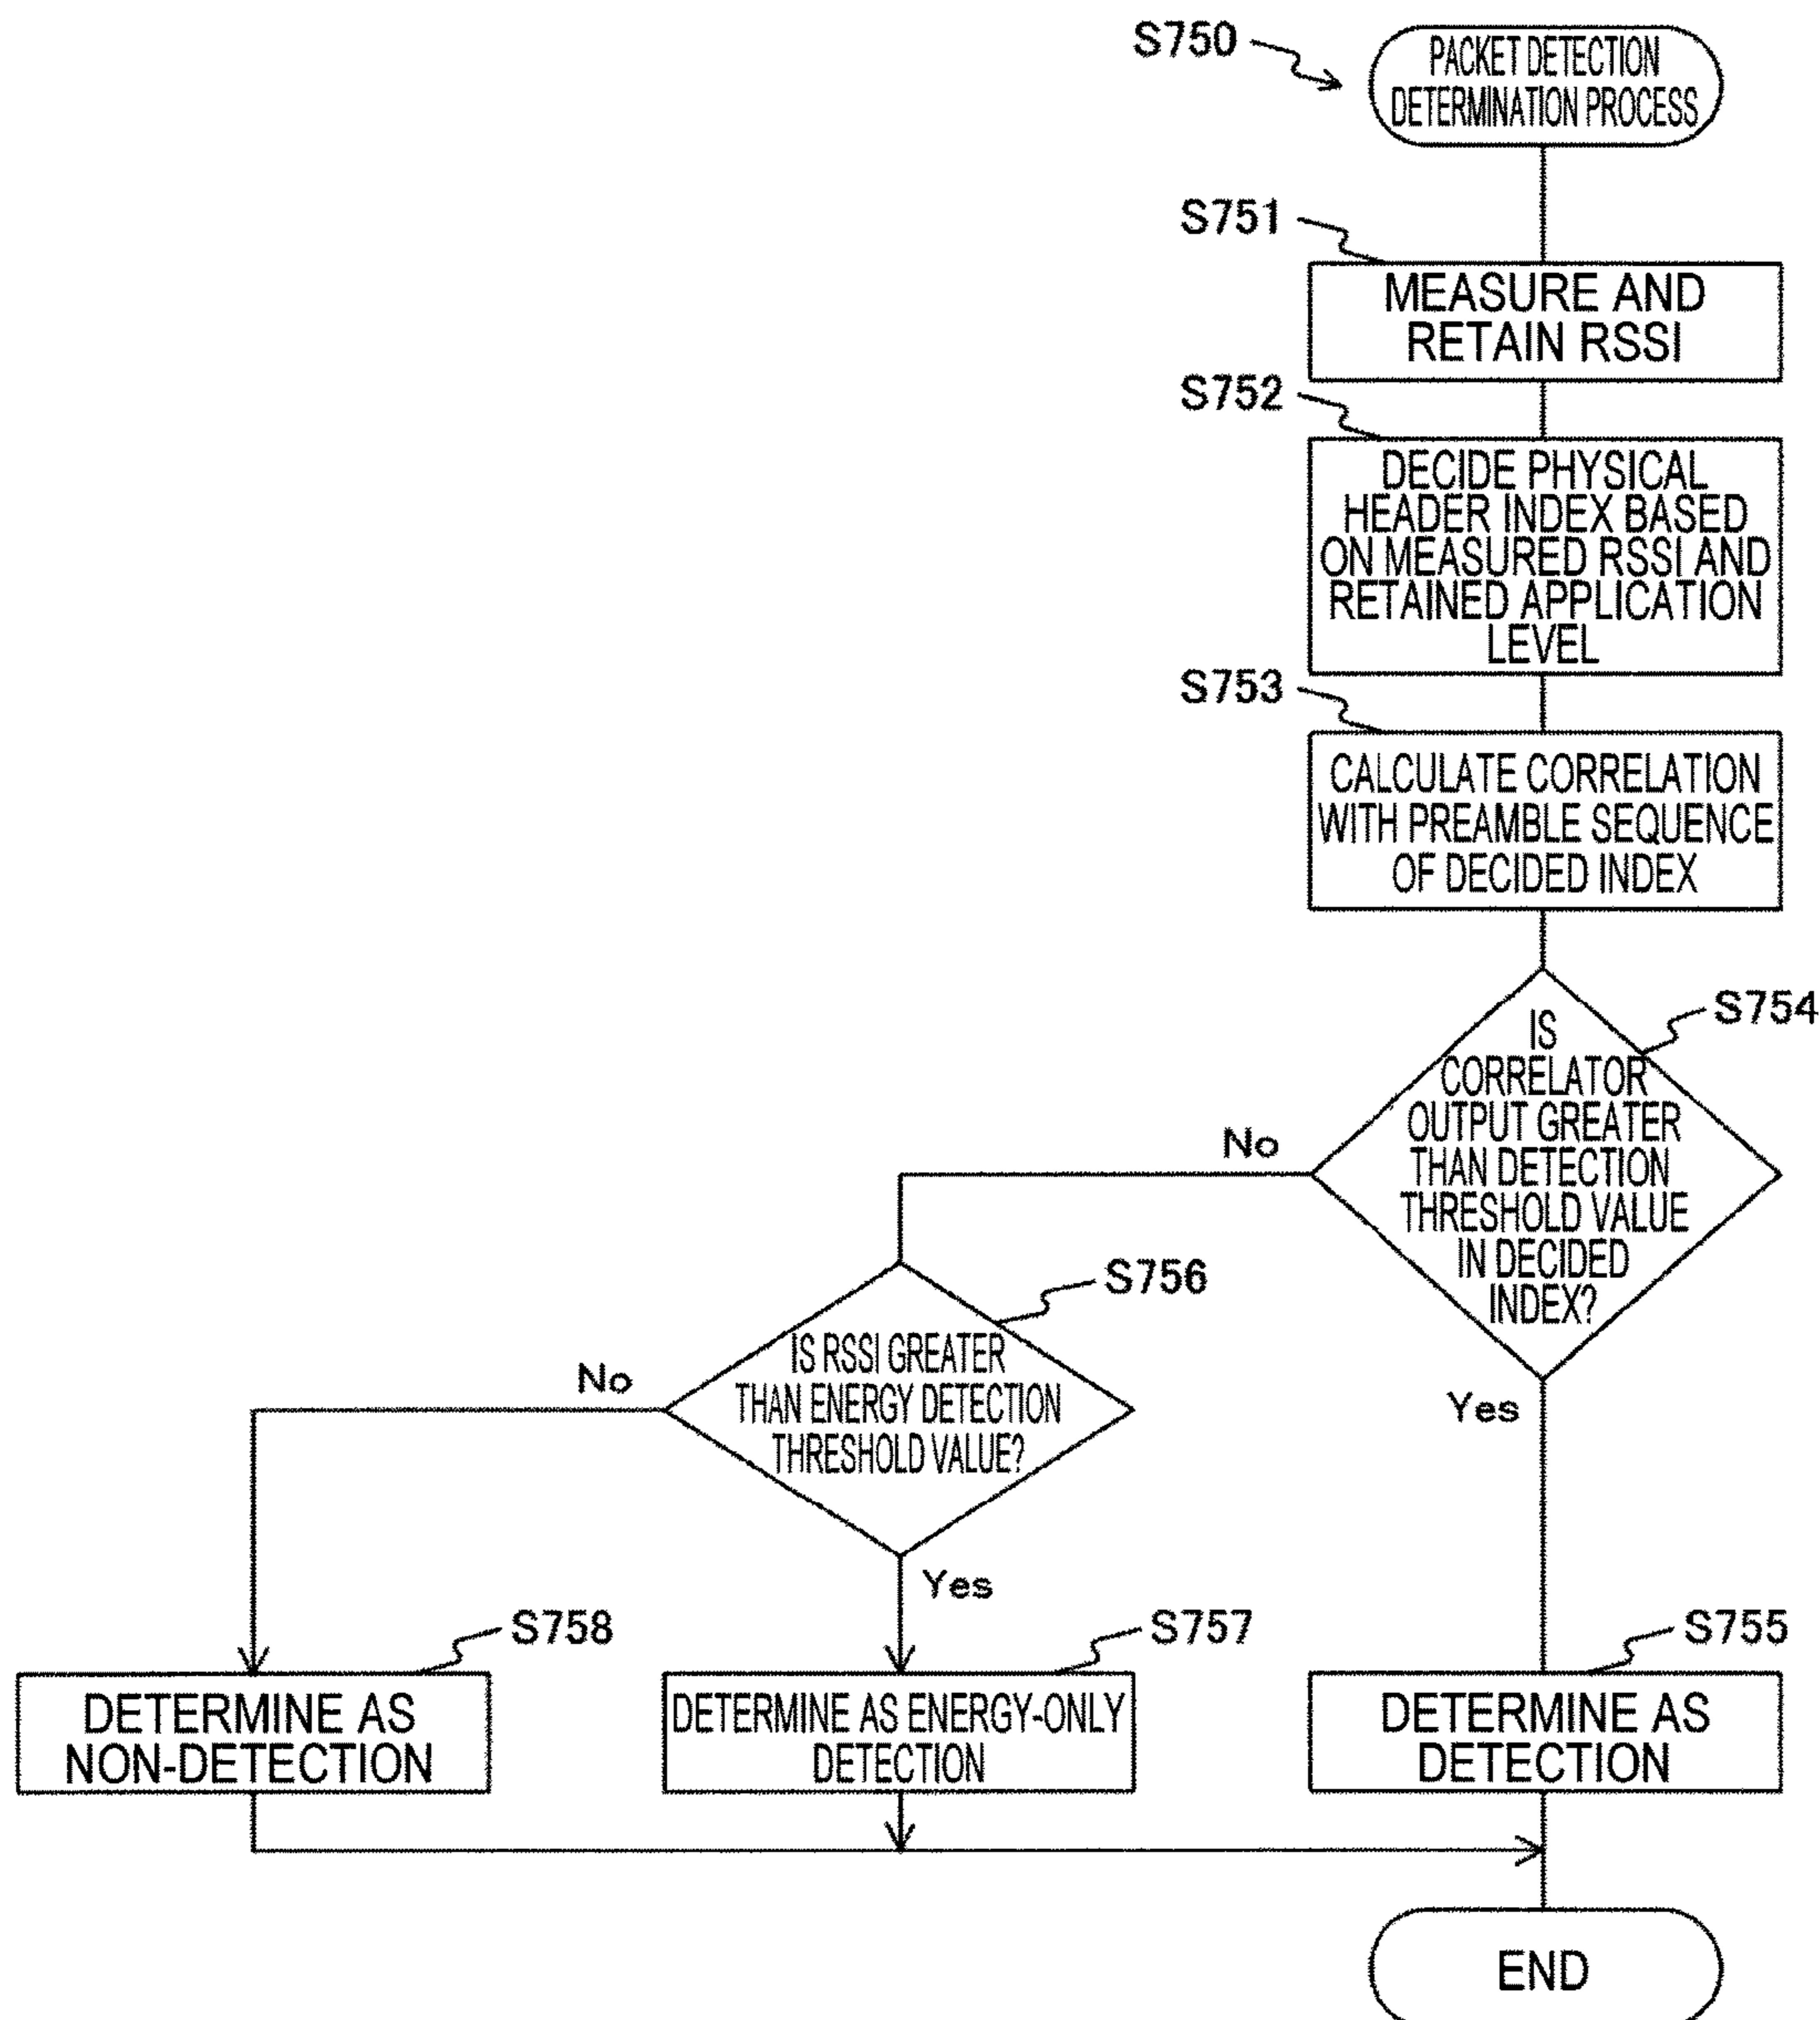 S750
PACKET DETECTION
DETERMINATION PROCESS
S751
MEASURE AND
RETAIN RSSI
S752
DECIDE PHYSICAL
HEADER INDEX BASED
ON MEASURED RSSI AND
RETAINED APPLICATION
LEVEL
S753
CALCULATE CORRELATION
WITH PREAMBLE SEQUENCE
OF DECIDED INDEX
S754
IS
CORRELATOR
OUTPUT GREATER
THAN DETECTION
THRESHOLD VALUE
IN DECIDED
INDEX?
No
Yes
S756
IS RSSI GREATER
THAN ENERGY DETECTION
THRESHOLD VALUE?
No
Yes
S758
DETERMINE AS
NON-DETECTION
S757
DETERMINE AS ENERGY-ONLY
DETECTION
S755
DETERMINE AS
DETECTION
END